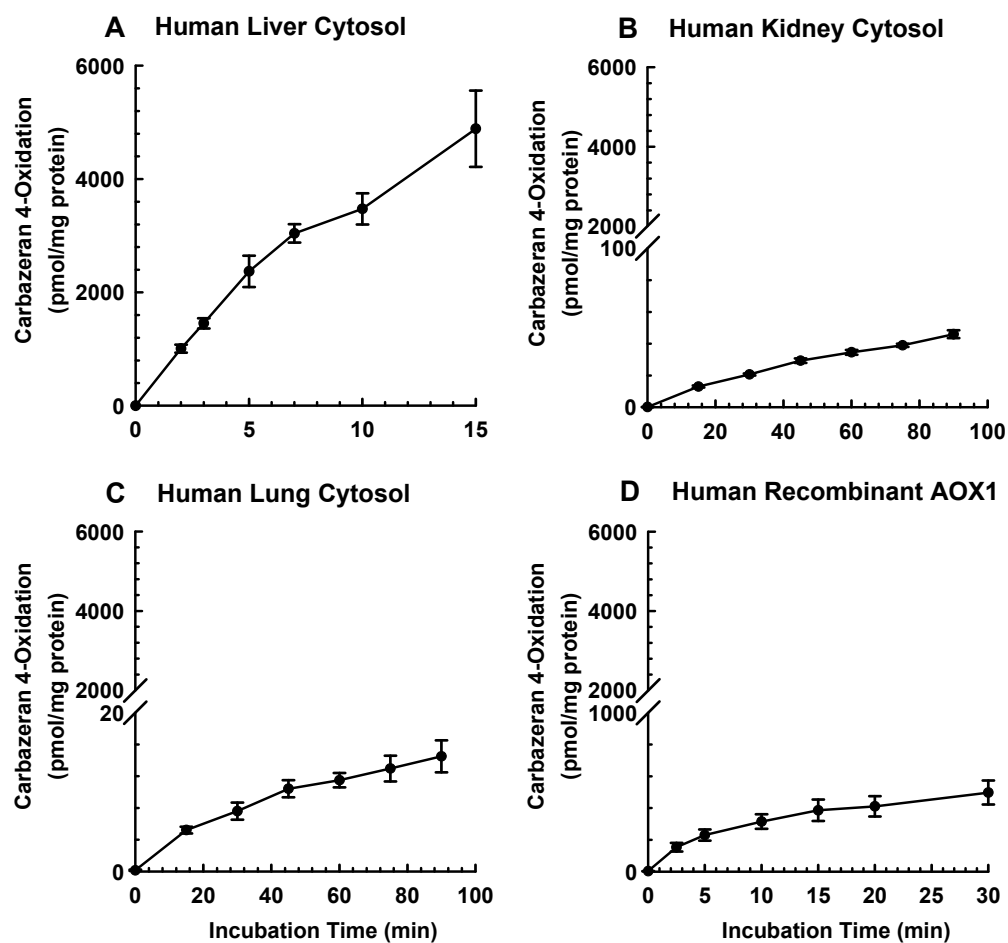 A Human Liver Cytosol
Carbazeran 4-Oxidation
(pmol/mg protein)
6000
4000
2000
0
0 5 10 15
B Human Kidney Cytosol
Carbazeran 4-Oxidation
(pmol/mg protein)
6000
4000
2000
100
0
0 20 40 60 80 100
C Human Lung Cytosol
Carbazeran 4-Oxidation
(pmol/mg protein)
6000
4000
2000
20
0
0 20 40 60 80 100
Incubation Time (min)
D Human Recombinant AOX1
Carbazeran 4-Oxidation
(pmol/mg protein)
6000
4000
2000
1000
0
0 5 10 15 20 25 30
Incubation Time (min)